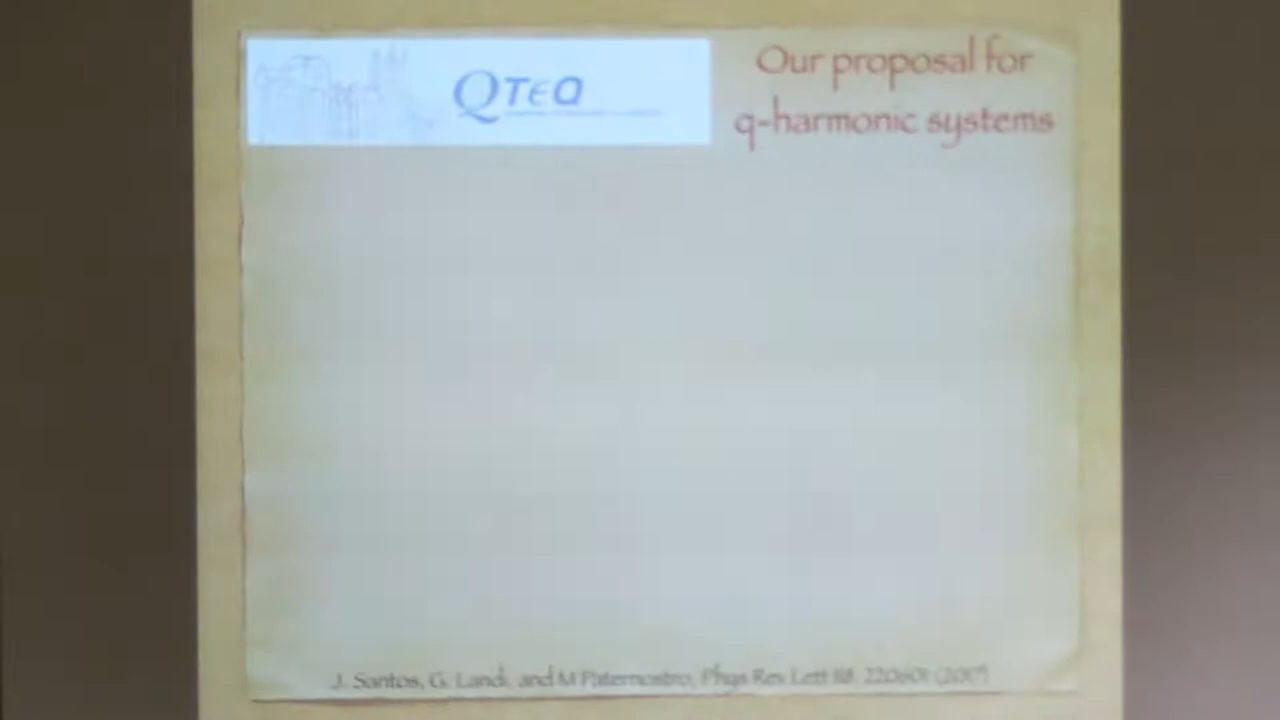 QTEQ
Our proposal for
q-harmonic systems
J. Santos, G. Landi, and M Paternostro, Phys Rev Lett 118, 220601 (2017)